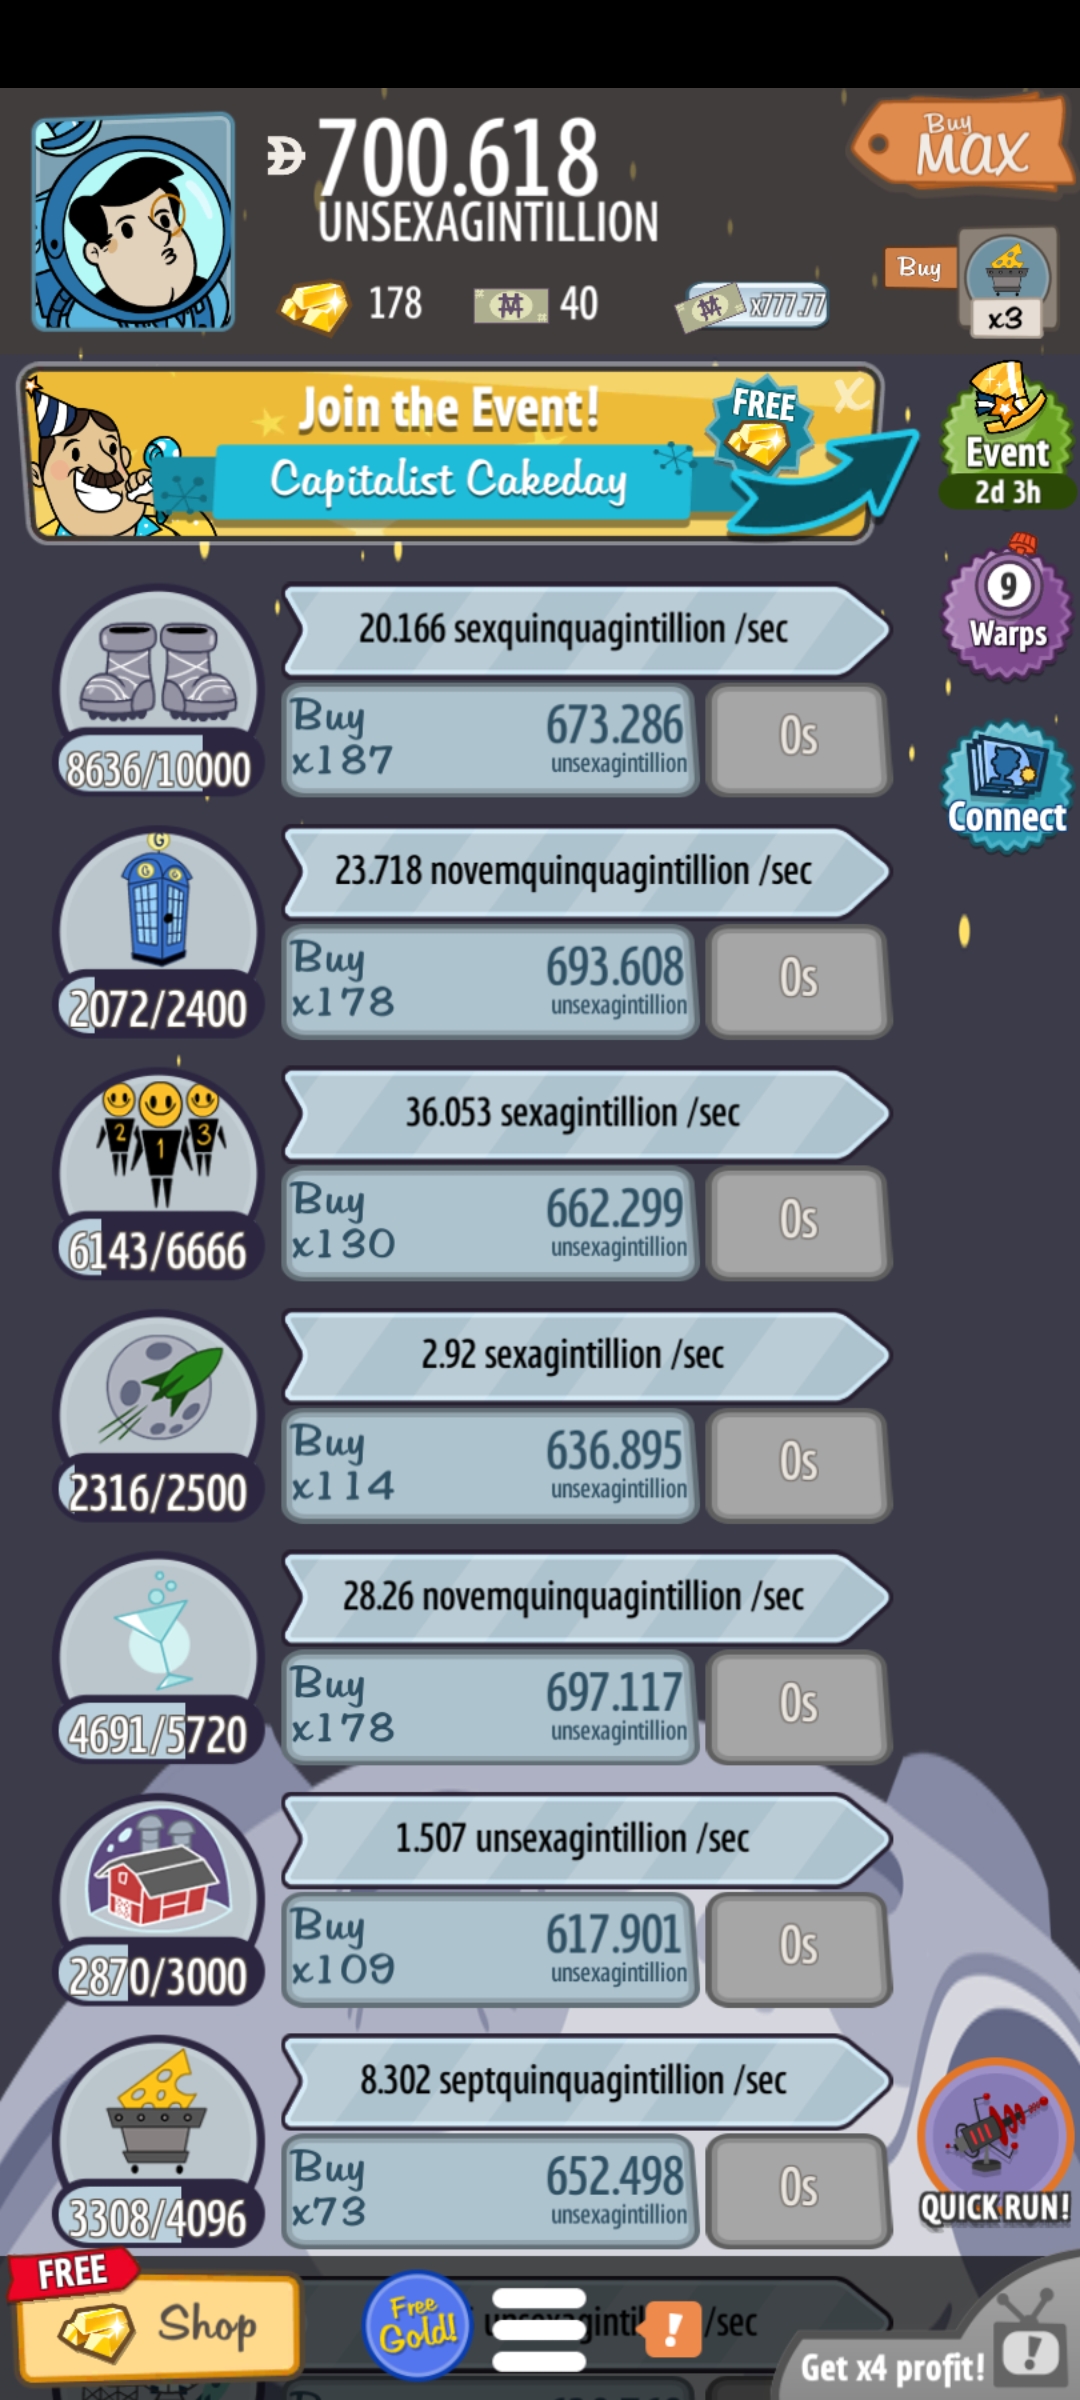 700.618
UNSEXAGINTILLION
Buy
MAX
178
40
x777.77
Buy
x3
Join the Event!
Capitalist Cakeday
FREE
X
Event
2d 3h
9
Warps
Connect
20.166 sexquinquagintillion /sec
Buy
x187
673.286
unsexagintillion
0s
8636/10000
G
G G
23.718 novemquinquagintillion /sec
Buy
x178
693.608
unsexagintillion
0s
2072/2400
2 1 3
36.053 sexagintillion /sec
Buy
x130
662.299
unsexagintillion
0s
6143/6666
2.92 sexagintillion /sec
Buy
x114
636.895
unsexagintillion
0s
2316/2500
28.26 novemquinquagintillion /sec
Buy
x178
697.117
unsexagintillion
0s
4691/5720
1.507 unsexagintillion /sec
Buy
x109
617.901
unsexagintillion
0s
2870/3000
8.302 septquinquagintillion /sec
Buy
x73
652.498
unsexagintillion
0s
3308/4096
QUICK RUN!
FREE
Shop
Free
Gold!
!
/sec
Get x4 profit!
!